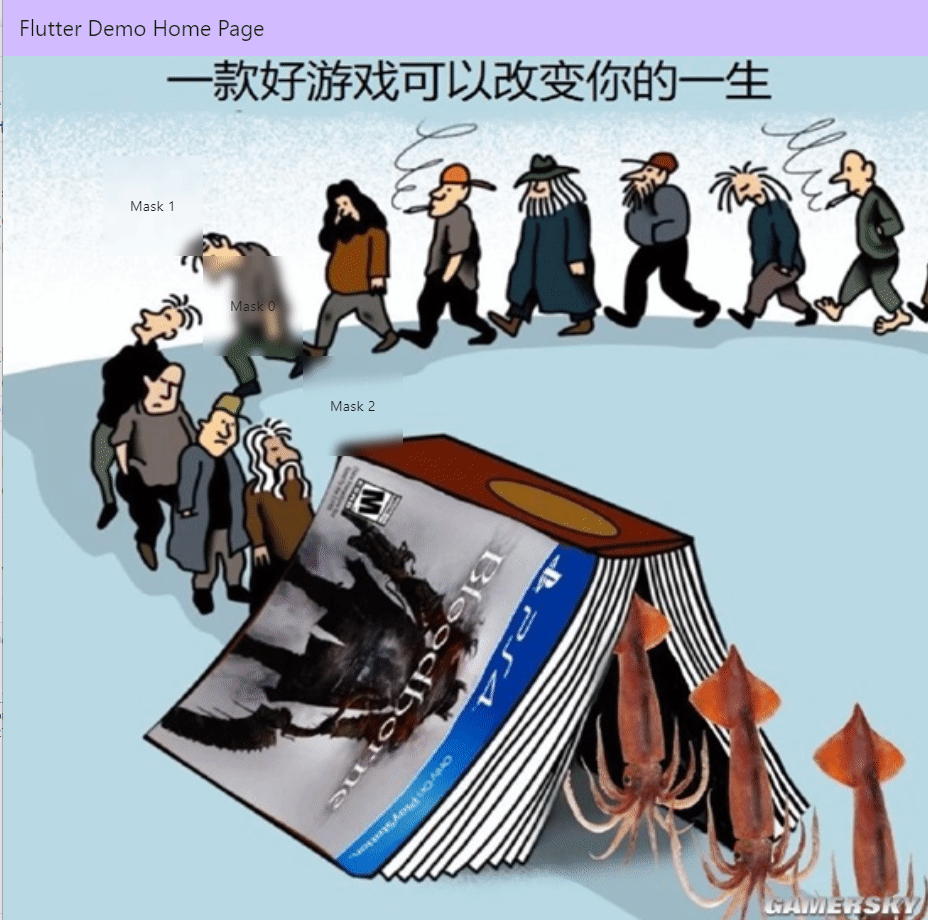 Flutter Demo Home Page
一款好游戏可以改变你的一生
Mask 1
Mask 0
Mask 2
M
Bloodborne
PS4
Only On PlayStation
GAMERSKY